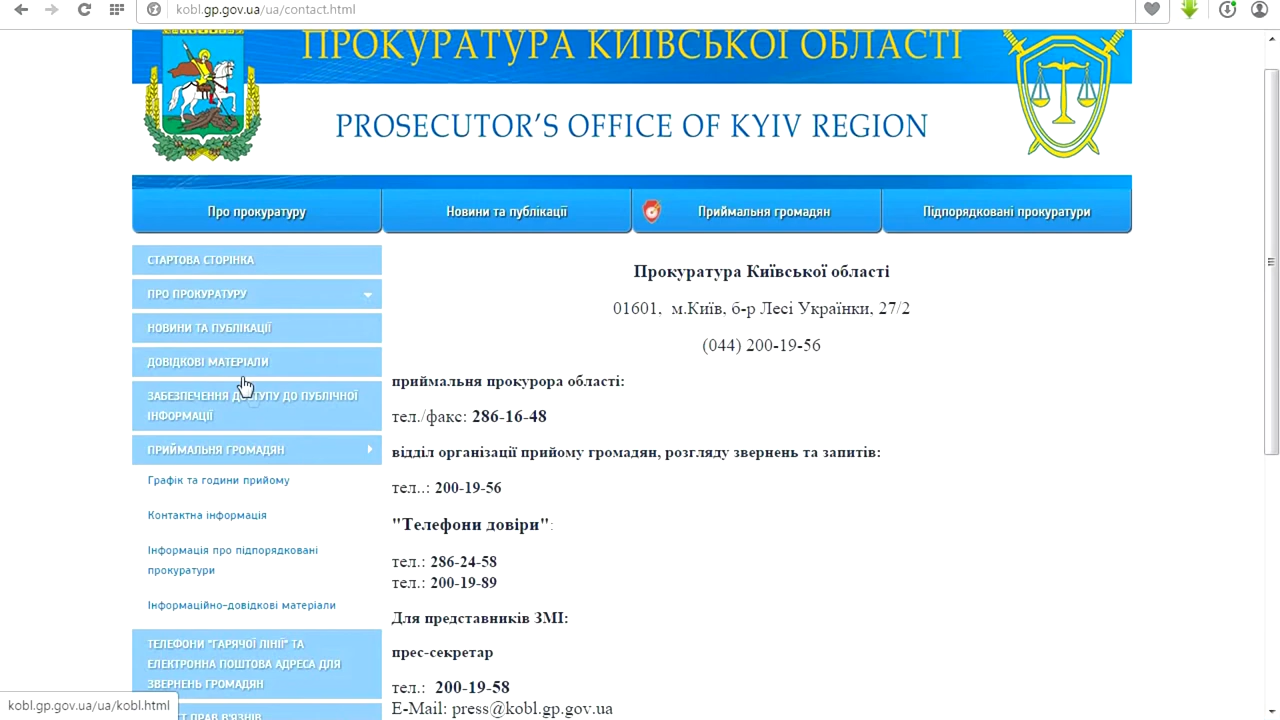 kobl.gp.gov.ua/ua/contact.html
ПРОКУРАТУРА КИЇВСЬКОЇ ОБЛАСТІ
PROSECUTOR'S OFFICE OF KYIV REGION
Про прокуратуру
Новини та публікації
Приймальня громадян
Підпорядковані прокуратури
СТАРТОВА СТОРІНКА
ПРО ПРОКУРАТУРУ
НОВИНИ ТА ПУБЛІКАЦІЇ
ДОВІДКОВІ МАТЕРІАЛИ
ЗАБЕЗПЕЧЕННЯ ДОСТУПУ ДО ПУБЛІЧНОЇ
ІНФОРМАЦІЇ
ПРИЙМАЛЬНЯ ГРОМАДЯН
Графік та години прийому
Контактна інформація
Інформація про підпорядковані
прокуратури
Інформаційно-довідкові матеріали
ТЕЛЕФОНИ "ГАРЯЧОЇ ЛІНІЇ" ТА
ЕЛЕКТРОННА ПОШТОВА АДРЕСА ДЛЯ
ЗВЕРНЕНЬ ГРОМАДЯН
ПРАВ В'ЯЗНІВ
Прокуратура Київської області
01601, м.Київ, б-р Лесі Українки, 27/2
(044) 200-19-56
приймальня прокурора області:
тел./факс: 286-16-48
відділ організації прийому громадян, розгляду звернень та запитів:
тел..: 200-19-56
"Телефони довіри":
тел.: 286-24-58
тел.: 200-19-89
Для представників ЗМІ:
прес-секретар
тел.: 200-19-58
E-Mail: press@kobl.gp.gov.ua
kobl.gp.gov.ua/ua/kobl.html